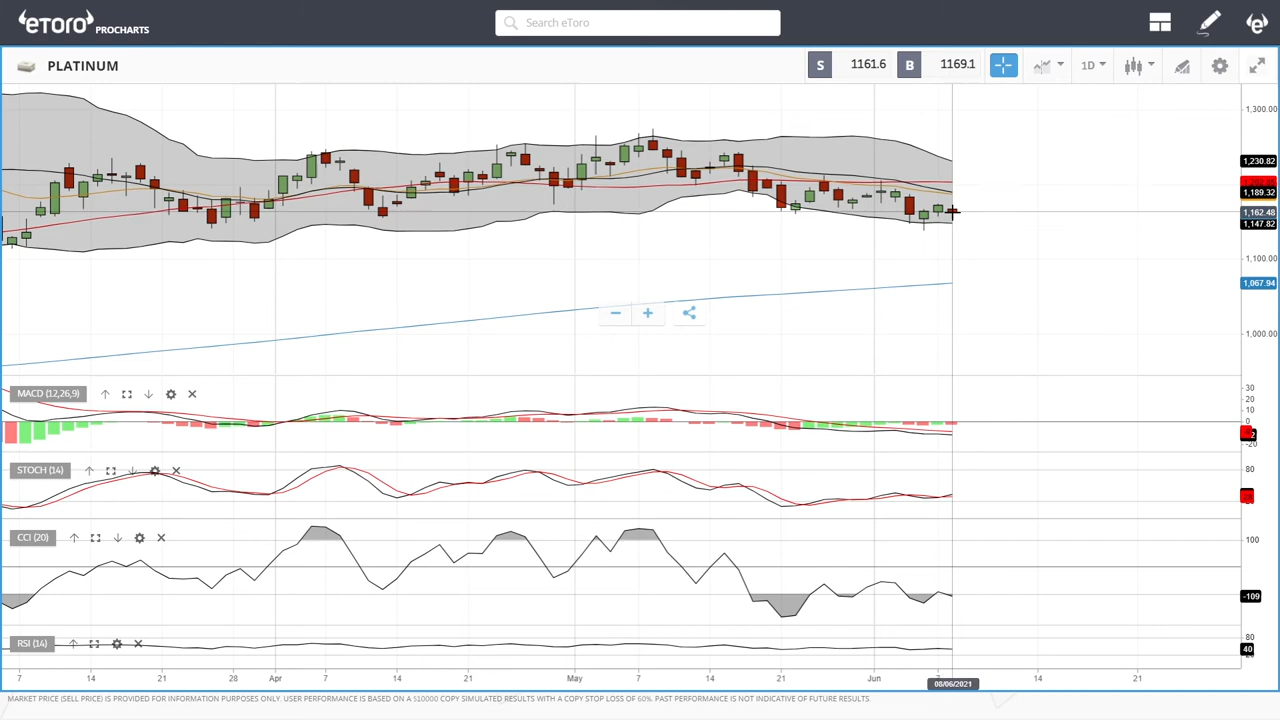 eToro PROCHARTS
Search eToro
PLATINUM
S 1161.6 B 1169.1
1D
1,300.00
1,230.82
1,189.32
1,162.48
1,147.82
1,100.00
1,067.94
1,000.00
MACD (12,26,9)
30
20
10
0
-20
STOCH (14)
80
CCI (20)
100
-109
RSI (14)
80
40
7 14 21 28 Apr 7 14 21 May 7 14 21 Jun 7 14 21
08/06/2021
MARKET PRICE (SELL PRICE) IS PROVIDED FOR INFORMATION PURPOSES ONLY. USER PERFORMANCE IS BASED ON A $10000 COPY SIMULATED RESULTS WITH A COPY STOP LOSS OF 60%. PAST PERFORMANCE IS NOT INDICATIVE OF FUTURE RESULTS.